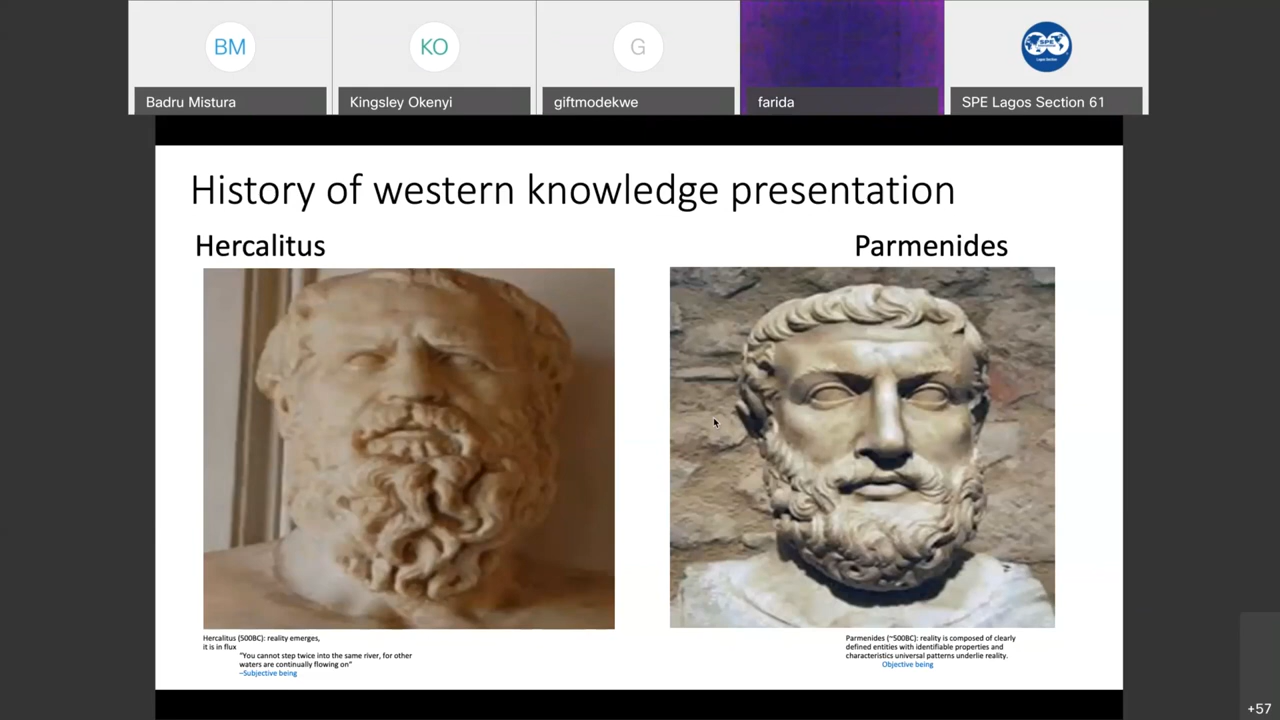 BM
KO
G
SPE
Lagos Section
Badru Mistura
Kingsley Okenyi
giftmodekwe
farida
SPE Lagos Section 61
History of western knowledge presentation
Hercalitus
Parmenides
Hercalitus (500BC): reality emerges,
it is in flux
"You cannot step twice into the same river, for other
waters are continually flowing on"
–Subjective being
Parmenides (~500BC): reality is composed of clearly
defined entities with identifiable properties and
characteristics universal patterns underlie reality.
Objective being
+57